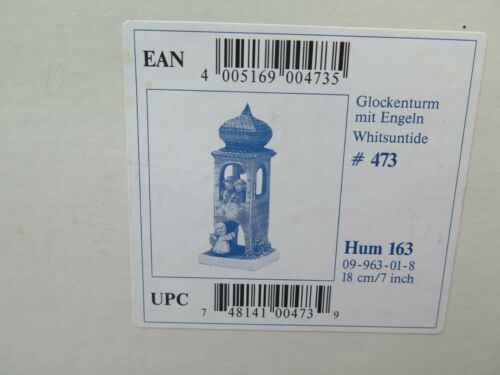 EAN
4 005169 004735
Glockenturm
mit Engeln
Whitsuntide
# 473
Hum 163
09-963-01-8
18 cm/7 inch
UPC
7 48141 00473 9